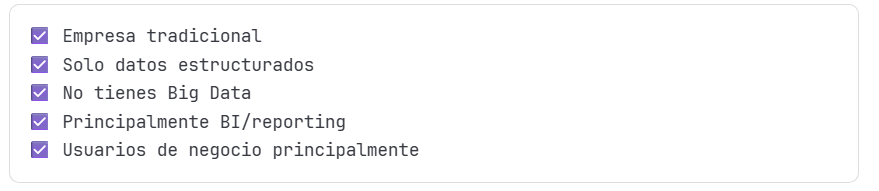 Empresa tradicional
Solo datos estructurados
No tienes Big Data
Principalmente BI/reporting
Usuarios de negocio principalmente